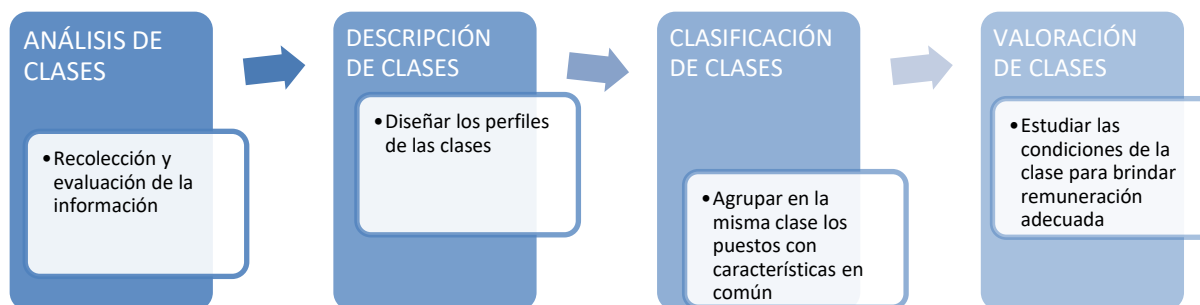 ANÁLISIS DE
CLASES
•Recolección y
evaluación de la
información
DESCRIPCIÓN
DE CLASES
•Diseñar los perfiles
de las clases
CLASIFICACIÓN
DE CLASES
•Agrupar en la
misma clase los
puestos con
características en
común
VALORACIÓN
DE CLASES
•Estudiar las
condiciones de la
clase para brindar
remuneración
adecuada